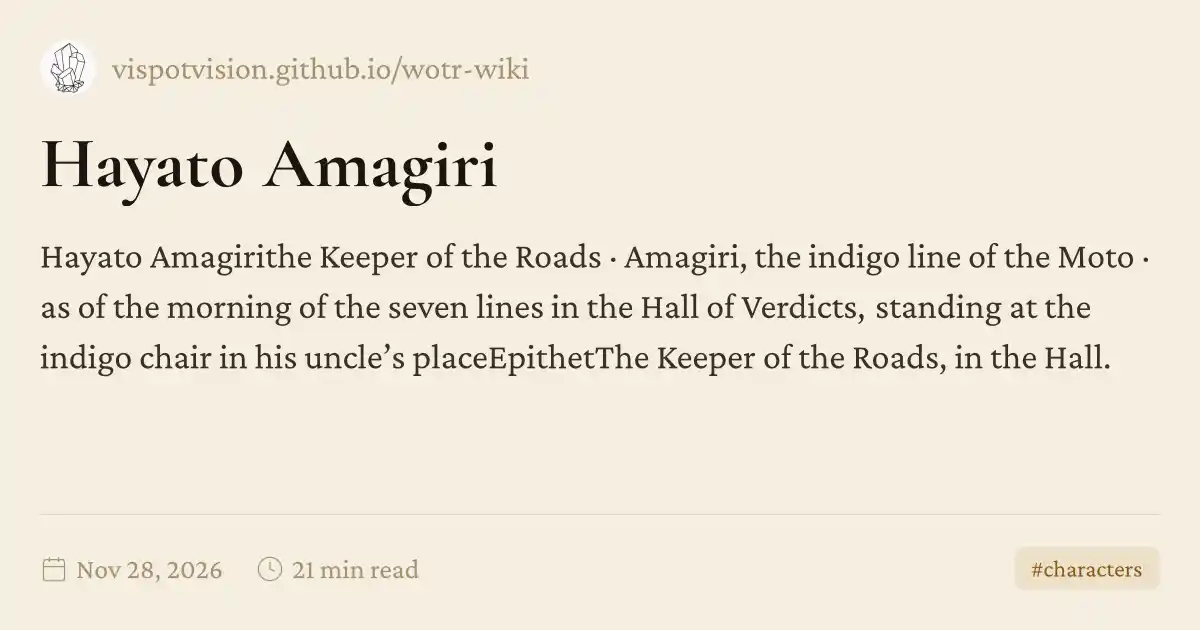 vispotvision.github.io/wotr-wiki
Hayato Amagiri
Hayato Amagirithe Keeper of the Roads · Amagiri, the indigo line of the Moto ·
as of the morning of the seven lines in the Hall of Verdicts, standing at the
indigo chair in his uncle’s placeEpithetThe Keeper of the Roads, in the Hall.
Nov 28, 2026
21 min read
#characters